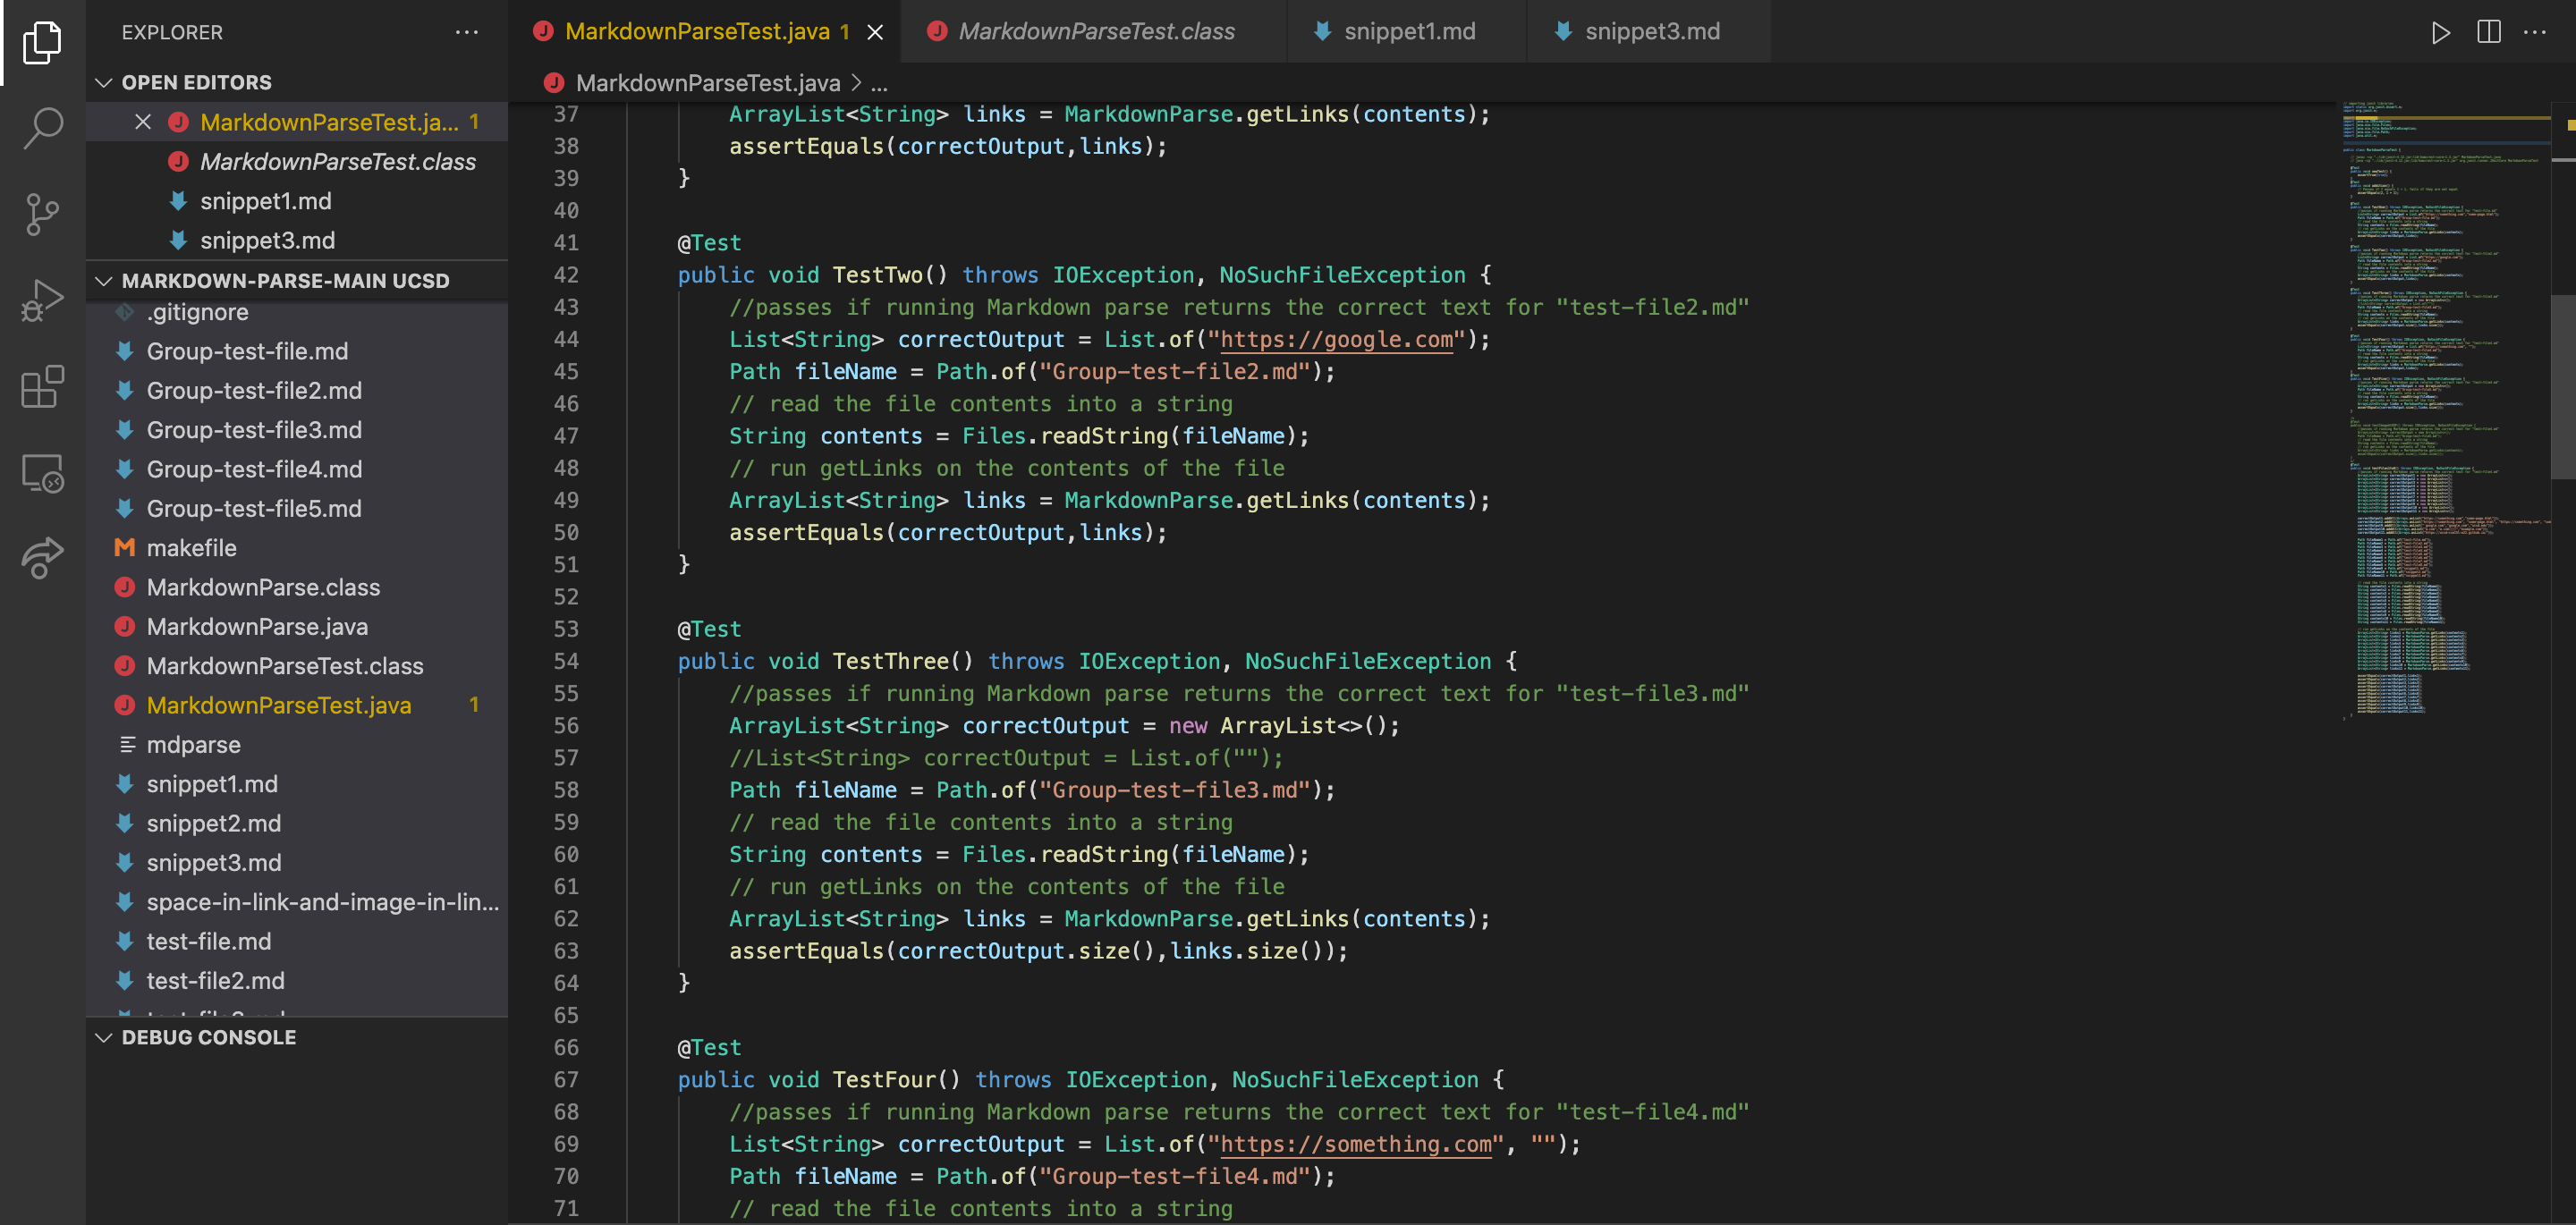 EXPLORER
OPEN EDITORS
MarkdownParseTest.ja... 1
MarkdownParseTest.class
snippet1.md
snippet3.md
MARKDOWN-PARSE-MAIN UCSD
.gitignore
Group-test-file.md
Group-test-file2.md
Group-test-file3.md
Group-test-file4.md
Group-test-file5.md
makefile
MarkdownParse.class
MarkdownParse.java
MarkdownParseTest.class
MarkdownParseTest.java 1
mdparse
snippet1.md
snippet2.md
snippet3.md
space-in-link-and-image-in-lin...
test-file.md
test-file2.md
DEBUG CONSOLE
MarkdownParseTest.java 1 MarkdownParseTest.class snippet1.md snippet3.md
MarkdownParseTest.java > ...
37 ArrayList<String> links = MarkdownParse.getLinks(contents);
38 assertEquals(correctOutput,links);
39 }
40
41 @Test
42 public void TestTwo() throws IOException, NoSuchFileException {
43 //passes if running Markdown parse returns the correct text for "test-file2.md"
44 List<String> correctOutput = List.of("https://google.com");
45 Path fileName = Path.of("Group-test-file2.md");
46 // read the file contents into a string
47 String contents = Files.readString(fileName);
48 // run getLinks on the contents of the file
49 ArrayList<String> links = MarkdownParse.getLinks(contents);
50 assertEquals(correctOutput,links);
51 }
52
53 @Test
54 public void TestThree() throws IOException, NoSuchFileException {
55 //passes if running Markdown parse returns the correct text for "test-file3.md"
56 ArrayList<String> correctOutput = new ArrayList<>();
57 //List<String> correctOutput = List.of("");
58 Path fileName = Path.of("Group-test-file3.md");
59 // read the file contents into a string
60 String contents = Files.readString(fileName);
61 // run getLinks on the contents of the file
62 ArrayList<String> links = MarkdownParse.getLinks(contents);
63 assertEquals(correctOutput.size(),links.size());
64 }
65
66 @Test
67 public void TestFour() throws IOException, NoSuchFileException {
68 //passes if running Markdown parse returns the correct text for "test-file4.md"
69 List<String> correctOutput = List.of("https://something.com", "");
70 Path fileName = Path.of("Group-test-file4.md");
71 // read the file contents into a string